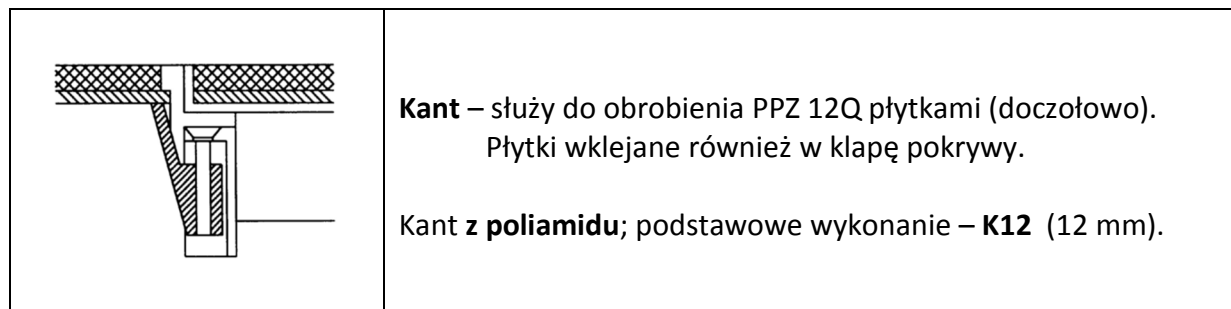 Kant – służy do obrobienia PPZ 12Q płytkami (doczołowo).
Płytki wklejane również w klapę pokrywy.
Kant z poliamidu; podstawowe wykonanie – K12 (12 mm).